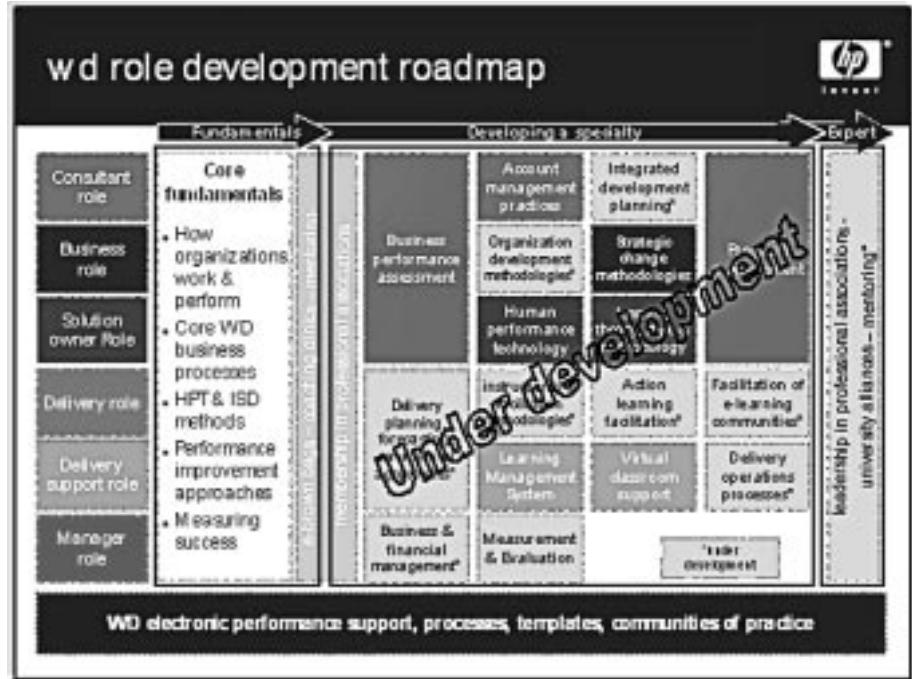 wd role development roadmap
hp
invent
Fundamentals
Developing a specialty
Expert
Consultant
role
Business
role
Solution
owner Role
Delivery role
Delivery
support role
Manager
role
Core
fundamentals
• How
organizations
work &
perform
• Core WD
business
processes
• HPT & ISD
methods
• Performance
improvement
approaches
• Measuring
success
membership in professional associations
Business
performance
assessment
Account
management
practices
Integrated
development
planning*
Organization
development
methodologies*
Strategic
change
methodologies
Human
performance
technology
Delivery
planning
Action
learning
facilitation*
Facilitation of
e-learning
communities*
Learning
Management
System
Virtual
classroom
support
Delivery
operations
processes*
Business &
financial
management*
Measurement
& Evaluation
*under
development
Under development
leadership in professional associations,-
university alliances – mentoring*
WD electronic performance support, processes, templates, communities of practice